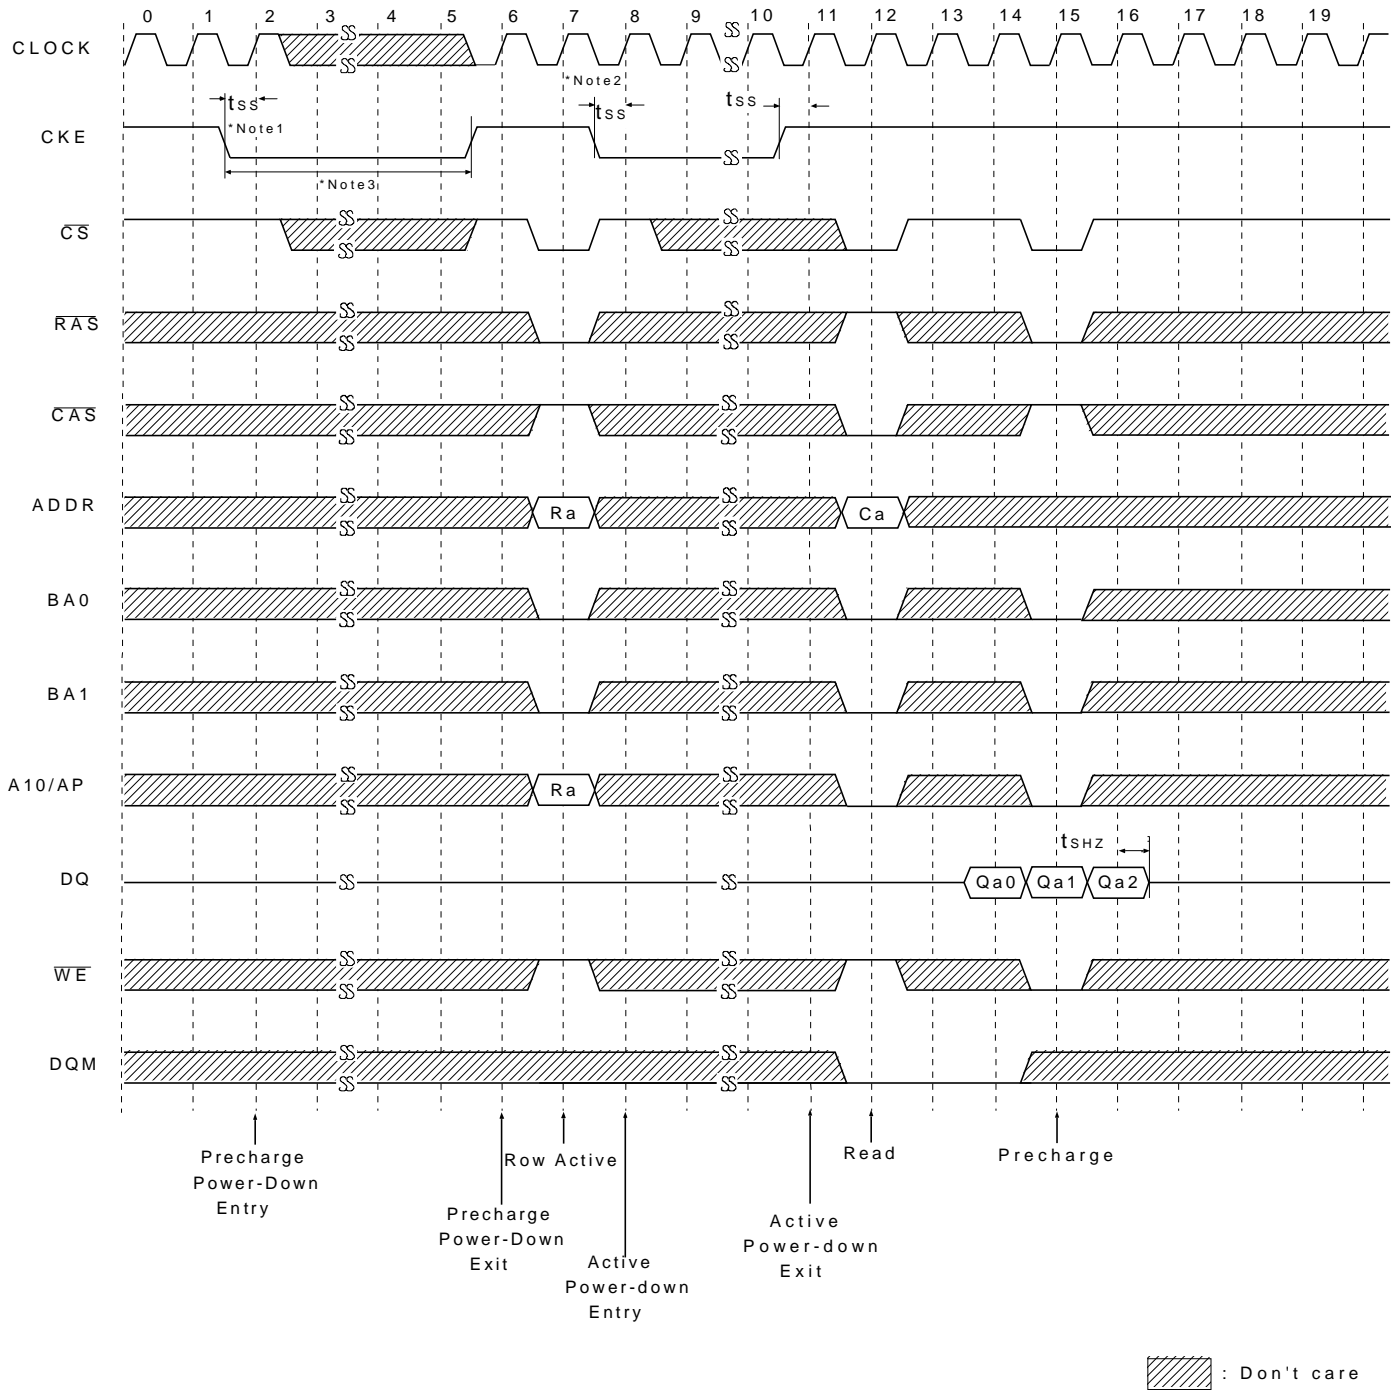 0 1 2 3 4 5 6 7 8 9 10 11 12 13 14 15 16 17 18 19
CLOCK
*Note2
tSS
tSS
tSS
*Note1
CKE
*Note3
CS
RAS
CAS
ADDR
Ra
Ca
BA0
BA1
A10/AP
Ra
tSHZ
DQ
Qa0
Qa1
Qa2
WE
DQM
Precharge
Power-Down
Entry
Row Active
Read
Precharge
Precharge
Power-Down
Exit
Active
Power-down
Exit
Active
Power-down
Entry
: Don't care